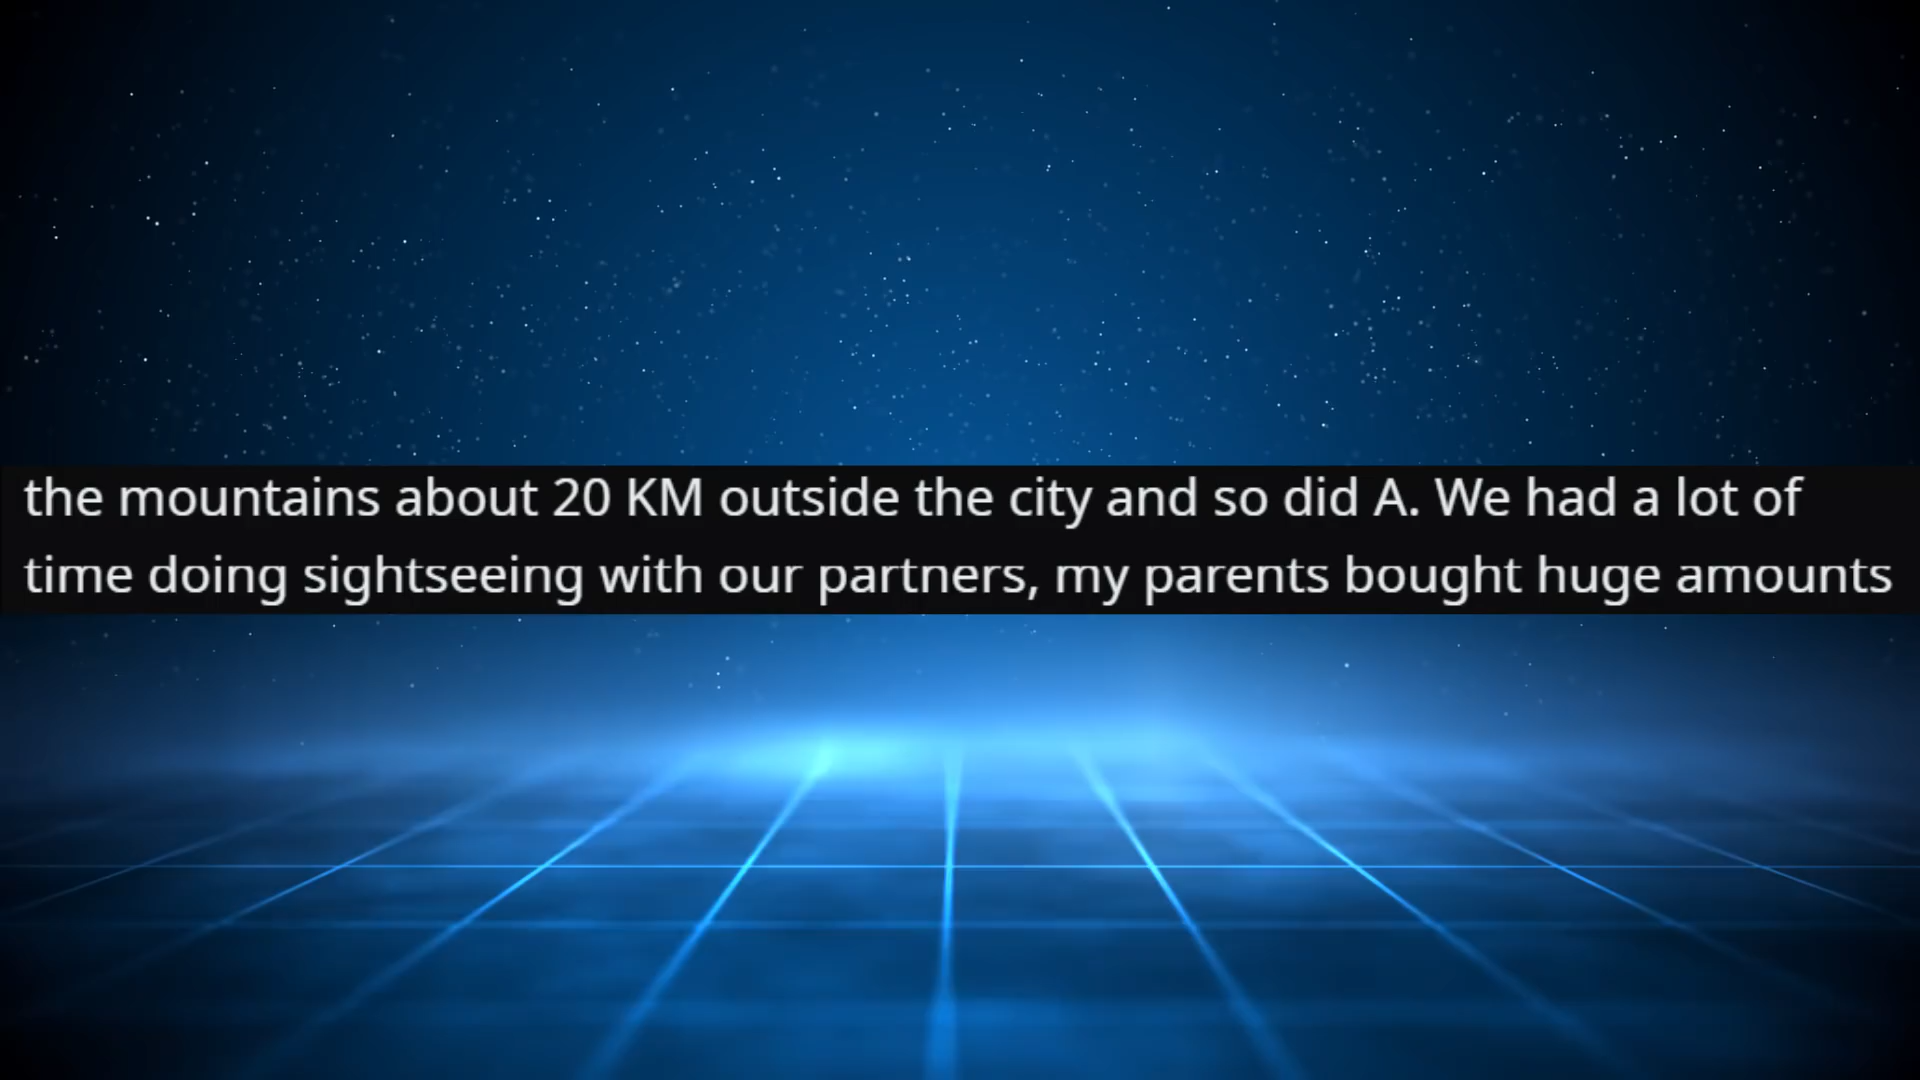 the mountains about 20 KM outside the city and so did A. We had a lot of
time doing sightseeing with our partners, my parents bought huge amounts